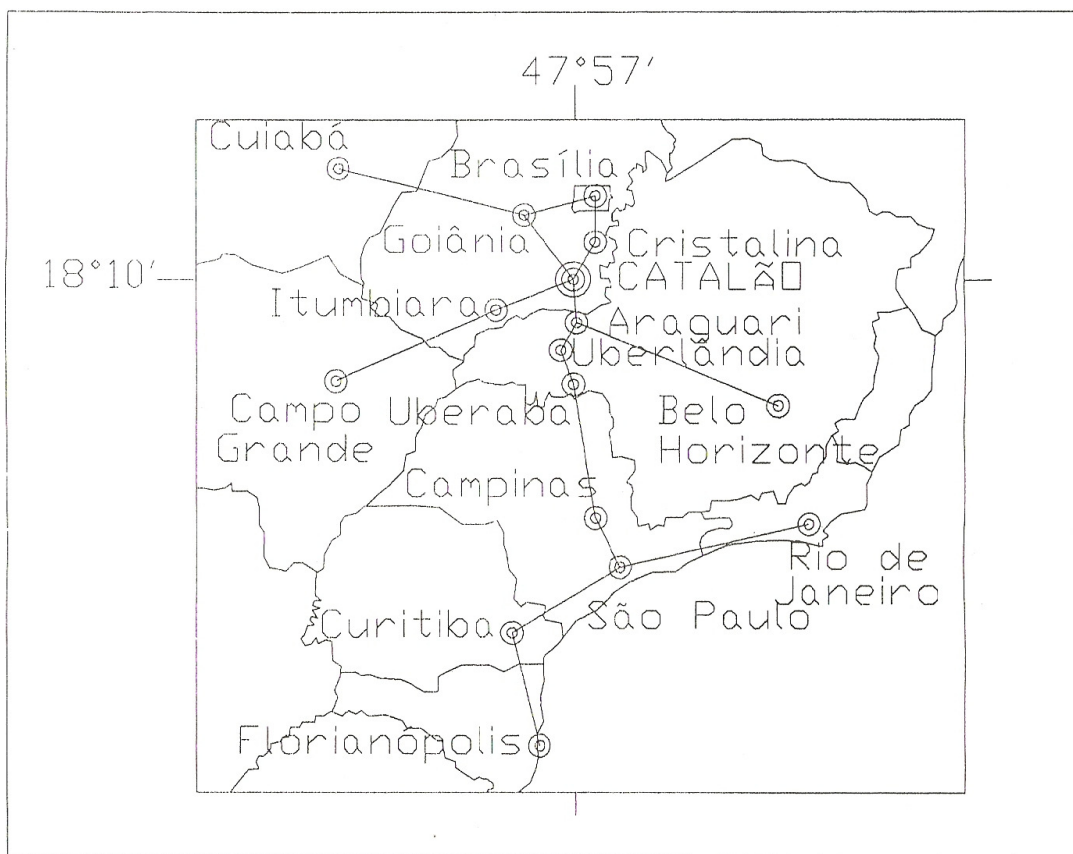 47°57'
Cuiabá
Brasília
Goiânia
Cristalina
18°10'
CATALÃO
Itumbiara
Araguari
Uberlândia
Campo
Grande
Uberaba
Belo
Horizonte
Campinas
Rio de
Janeiro
São Paulo
Curitiba
Florianópolis